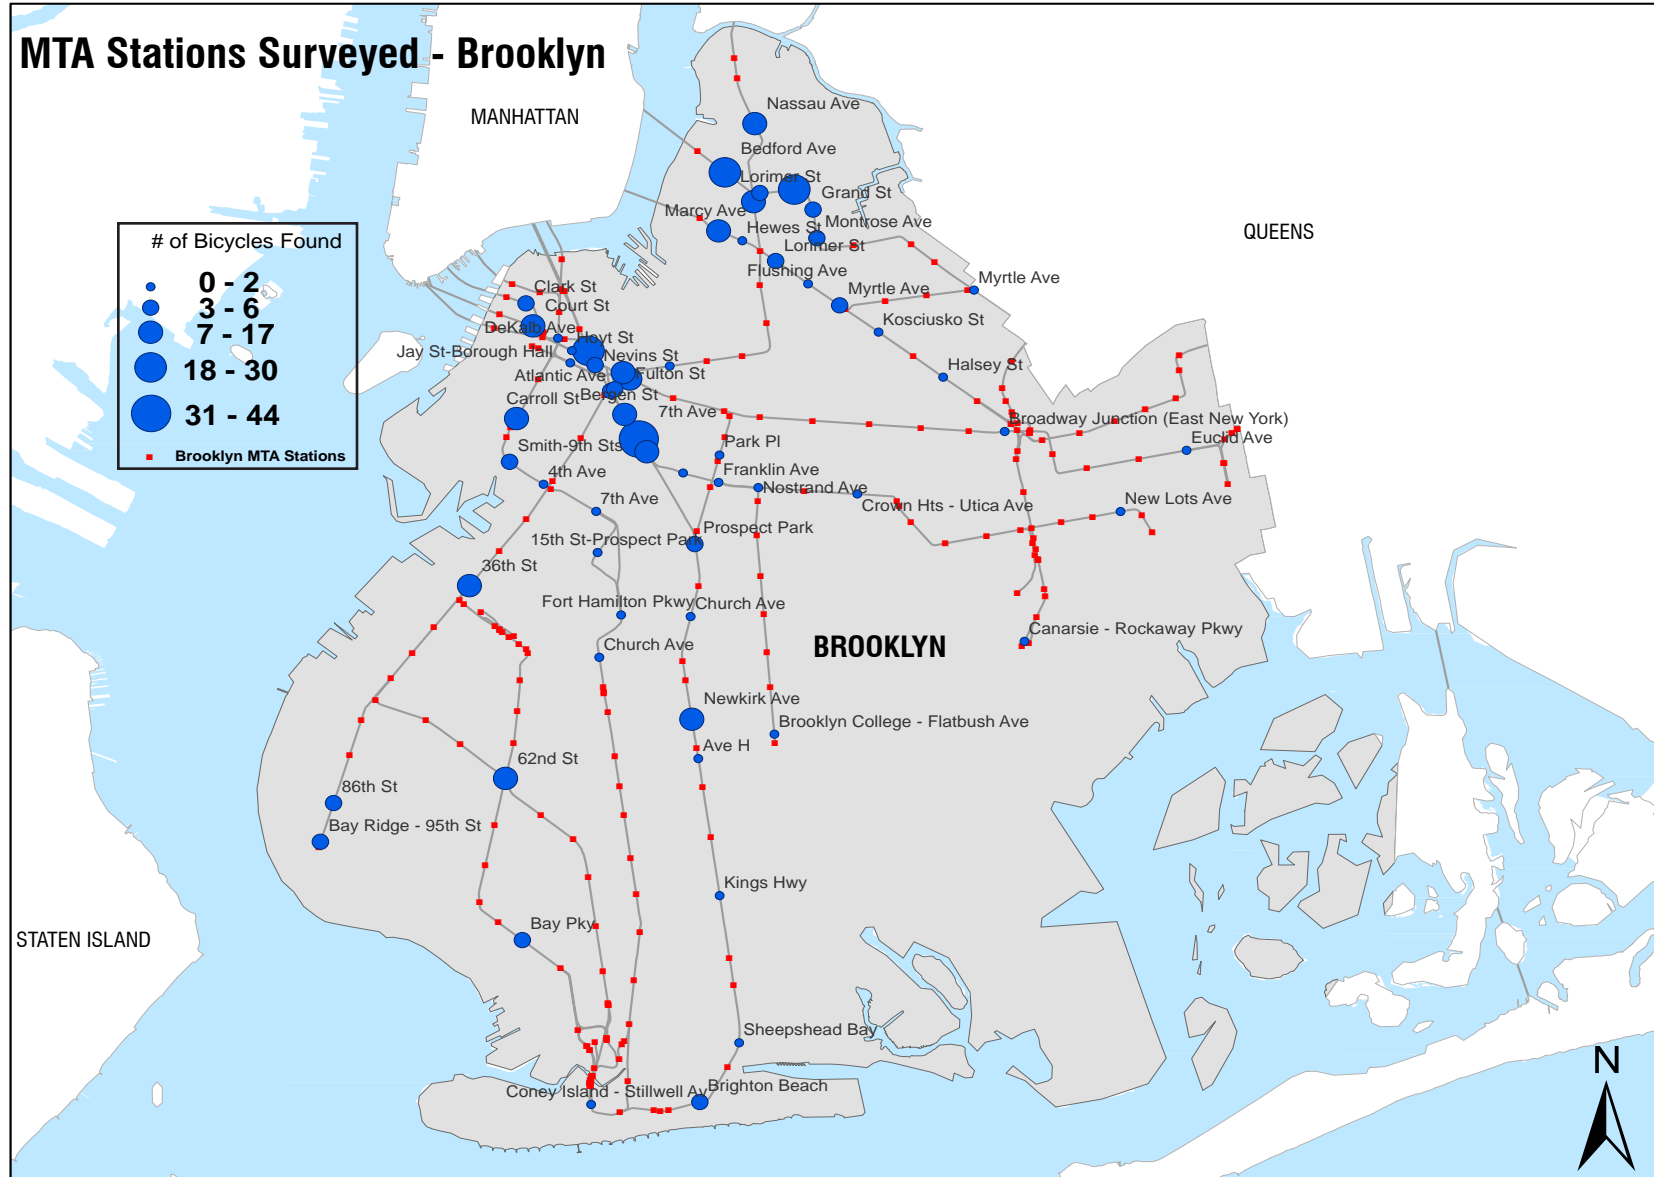 MTA Stations Surveyed - Brooklyn
MANHATTAN
Nassau Ave
Bedford Ave
Lorimer St
Grand St
Marcy Ave
Montrose Ave
Hewes St
Lorimer St
QUEENS
# of Bicycles Found
0 - 2
3 - 6
7 - 17
18 - 30
31 - 44
Brooklyn MTA Stations
Flushing Ave
Myrtle Ave
Myrtle Ave
Clark St
Court St
Kosciusko St
DeKalb Ave
Hoyt St
Jay St-Borough Hall
Nevins St
Halsey St
Atlantic Ave
Fulton St
Bergen St
Carroll St
7th Ave
Broadway Junction (East New York)
Park Pl
Euclid Ave
Smith-9th Sts
4th Ave
Franklin Ave
Nostrand Ave
7th Ave
Crown Hts - Utica Ave
New Lots Ave
15th St-Prospect Park
Prospect Park
36th St
Fort Hamilton Pkwy
Church Ave
Canarsie - Rockaway Pkwy
Church Ave
BROOKLYN
Newkirk Ave
Brooklyn College - Flatbush Ave
Ave H
62nd St
86th St
Bay Ridge - 95th St
Kings Hwy
Bay Pky
STATEN ISLAND
Sheepshead Bay
N
Coney Island - Stillwell Av
Brighton Beach